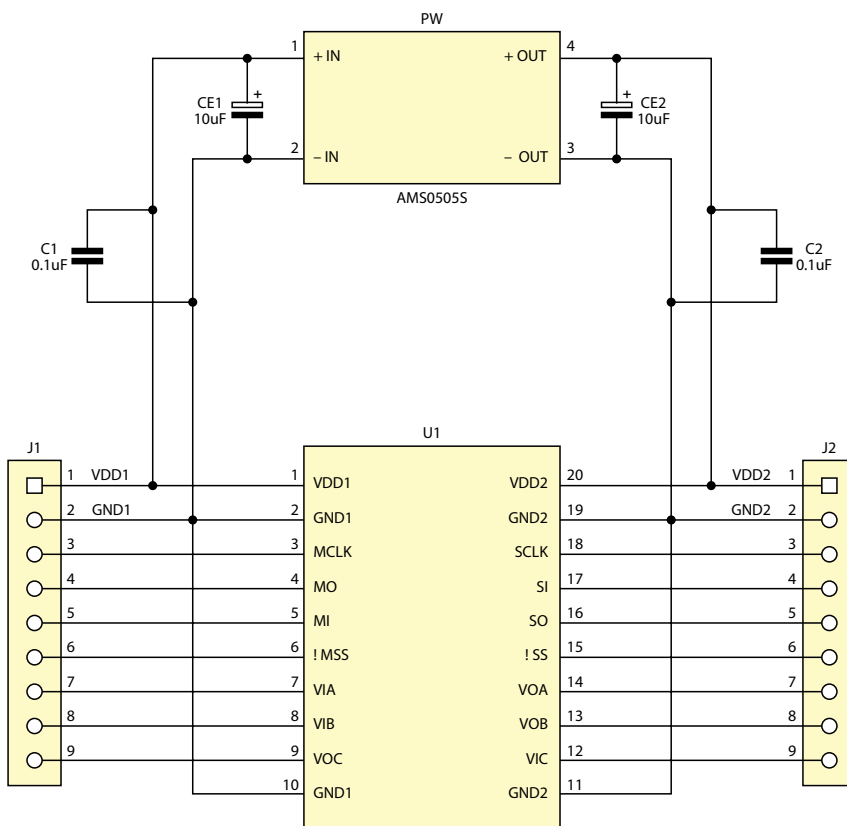 PW
1 + IN + OUT 4
CE1 + + CE2
10uF 10uF
2 – IN – OUT 3
AMS0505S
C1 C2
0.1uF 0.1uF
U1
J1 J2
1 VDD1 1 VDD1 VDD2 20 VDD2 1
2 GND1 2 GND1 GND2 19 GND2 2
3 3 MCLK SCLK 18 3
4 4 MO SI 17 4
5 5 MI SO 16 5
6 6 ! MSS ! SS 15 6
7 7 VIA VOA 14 7
8 8 VIB VOB 13 8
9 9 VOC VIC 12 9
10 GND1 GND2 11